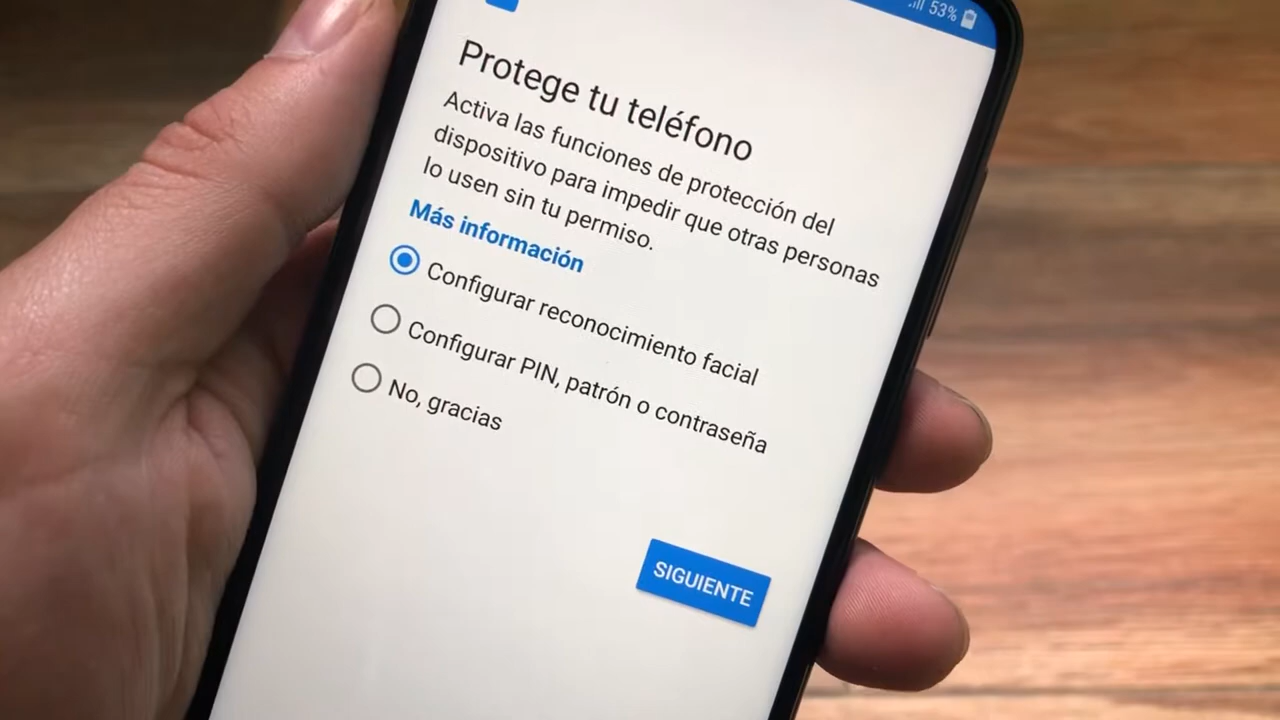 53%
Protege tu teléfono
Activa las funciones de protección del
dispositivo para impedir que otras personas
lo usen sin tu permiso.
Más información
Configurar reconocimiento facial
Configurar PIN, patrón o contraseña
No, gracias
SIGUIENTE